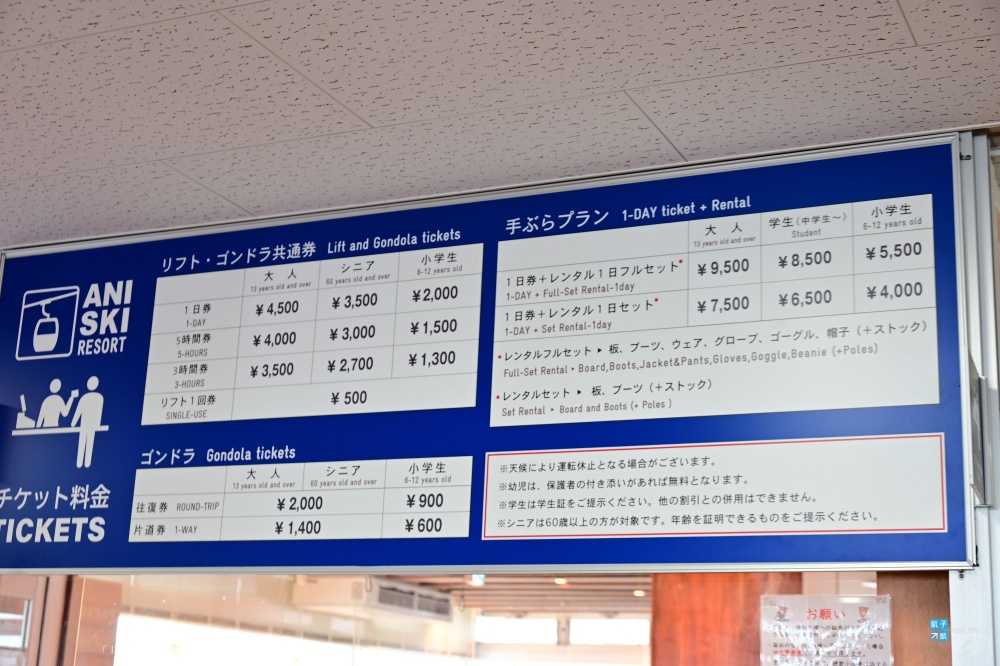 ANI
SKI
RESORT
チケット料金
TICKETS
リフト・ゴンドラ共通券 Lift and Gondola tickets
大 人 シニア 小学生
13 years old and over 60 years old and over 6-12 years old
1日券 ¥4,500 ¥3,500 ¥2,000
1-DAY
5時間券 ¥4,000 ¥3,000 ¥1,500
5-HOURS
3時間券 ¥3,500 ¥2,700 ¥1,300
3-HOURS
リフト1回券 ¥500
SINGLE-USE
ゴンドラ Gondola tickets
大 人 シニア 小学生
13 years old and over 60 years old and over 6-12 years old
往復券 ROUND-TRIP ¥2,000 ¥900
片道券 1-WAY ¥1,400 ¥600
手ぶらプラン 1-DAY ticket + Rental
大 人 学生(中学生~) 小学生
13 years old and over Student 6-12 years old
1日券+レンタル1日フルセット* ¥9,500 ¥8,500 ¥5,500
1-DAY + Full-Set Rental-1day
1日券+レンタル1日セット* ¥7,500 ¥6,500 ¥4,000
1-DAY + Set Rental-1day
*レンタルフルセット ▶ 板、ブーツ、ウェア、グローブ、ゴーグル、帽子(+ストック)
Full-Set Rental ▶ Board,Boots,Jacket&Pants,Gloves,Goggle,Beanie (+Poles)
*レンタルセット ▶ 板、ブーツ(+ストック)
Set Rental ▶ Board and Boots (+ Poles )
※天候により運転休止となる場合がございます。
※幼児は、保護者の付き添いがあれば無料となります。
※学生は学生証をご提示ください。他の割引との併用はできません。
※シニアは60歳以上の方が対象です。年齢を証明できるものをご提示ください。
お願い